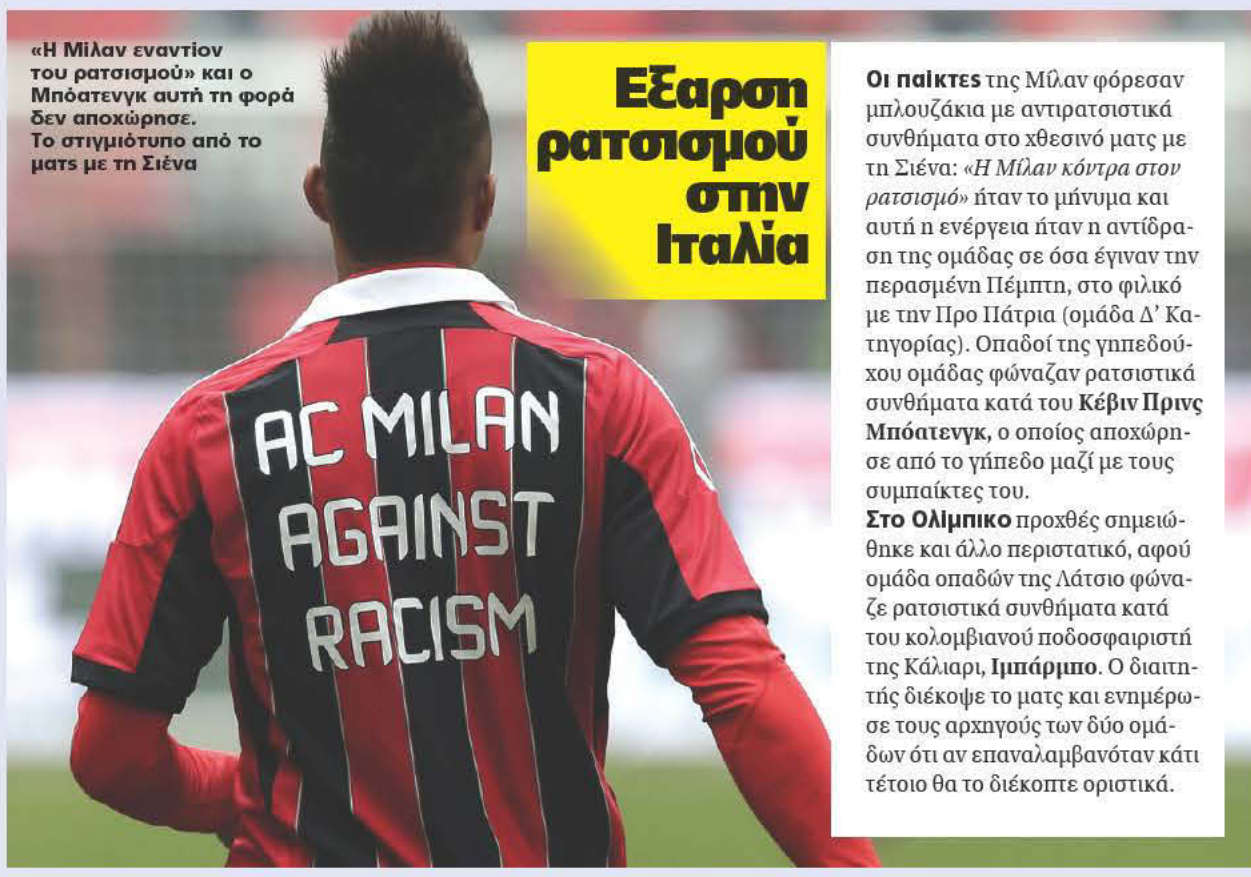 «Η Μίλαν εναντίον
του ρατσισμού» και ο
Μπόατενγκ αυτή τη φορά
δεν αποχώρησε.
Το στιγμιότυπο από το
ματς με τη Σιένα
Εξαρση
ρατσισμού
στην
Ιταλία
AC MILAN
AGAINST
RACISM
Οι παίκτες της Μίλαν φόρεσαν
μπλουζάκια με αντιρατσιστικά
συνθήματα στο χθεσινό ματς με
τη Σιένα: «Η Μίλαν κόντρα στον
ρατσισμό» ήταν το μήνυμα και
αυτή η ενέργεια ήταν η αντίδρα-
ση της ομάδας σε όσα έγιναν την
περασμένη Πέμπτη, στο φιλικό
με την Προ Πάτρια (ομάδα Δ’ Κα-
τηγορίας). Οπαδοί της γηπεδού-
χου ομάδας φώναζαν ρατσιστικά
συνθήματα κατά του Κέβιν Πρινς
Μπόατενγκ, ο οποίος αποχώρη-
σε από το γήπεδο μαζί με τους
συμπαίκτες του.
Στο Ολίμπικο προχθές σημειώ-
θηκε και άλλο περιστατικό, αφού
ομάδα οπαδών της Λάτσιο φώνα-
ζε ρατσιστικά συνθήματα κατά
του κολομβιανού ποδοσφαιριστή
της Κάλιαρι, Ιμπάρμπο. Ο διαιτη-
τής διέκοψε το ματς και ενημέρω-
σε τους αρχηγούς των δύο ομά-
δων ότι αν επαναλαμβανόταν κάτι
τέτοιο θα το διέκοπτε οριστικά.